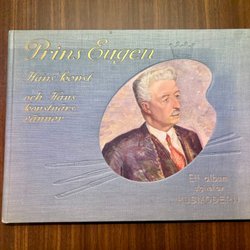 Prins Eugen
Hans konst
och Hans
konstnärs-
vänner
Ett album
utgivet av
HUSMODERN